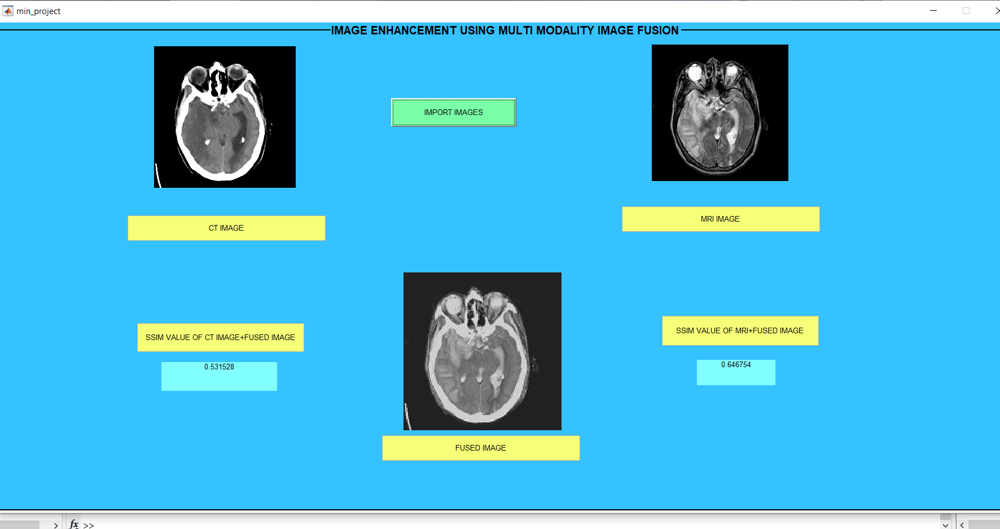 min_project
IMAGE ENHANCEMENT USING MULTI MODALITY IMAGE FUSION
IMPORT IMAGES
CT IMAGE
MRI IMAGE
SSIM VALUE OF CT IMAGE+FUSED IMAGE
0.531528
SSIM VALUE OF MRI+FUSED IMAGE
0.646754
FUSED IMAGE
fx >>